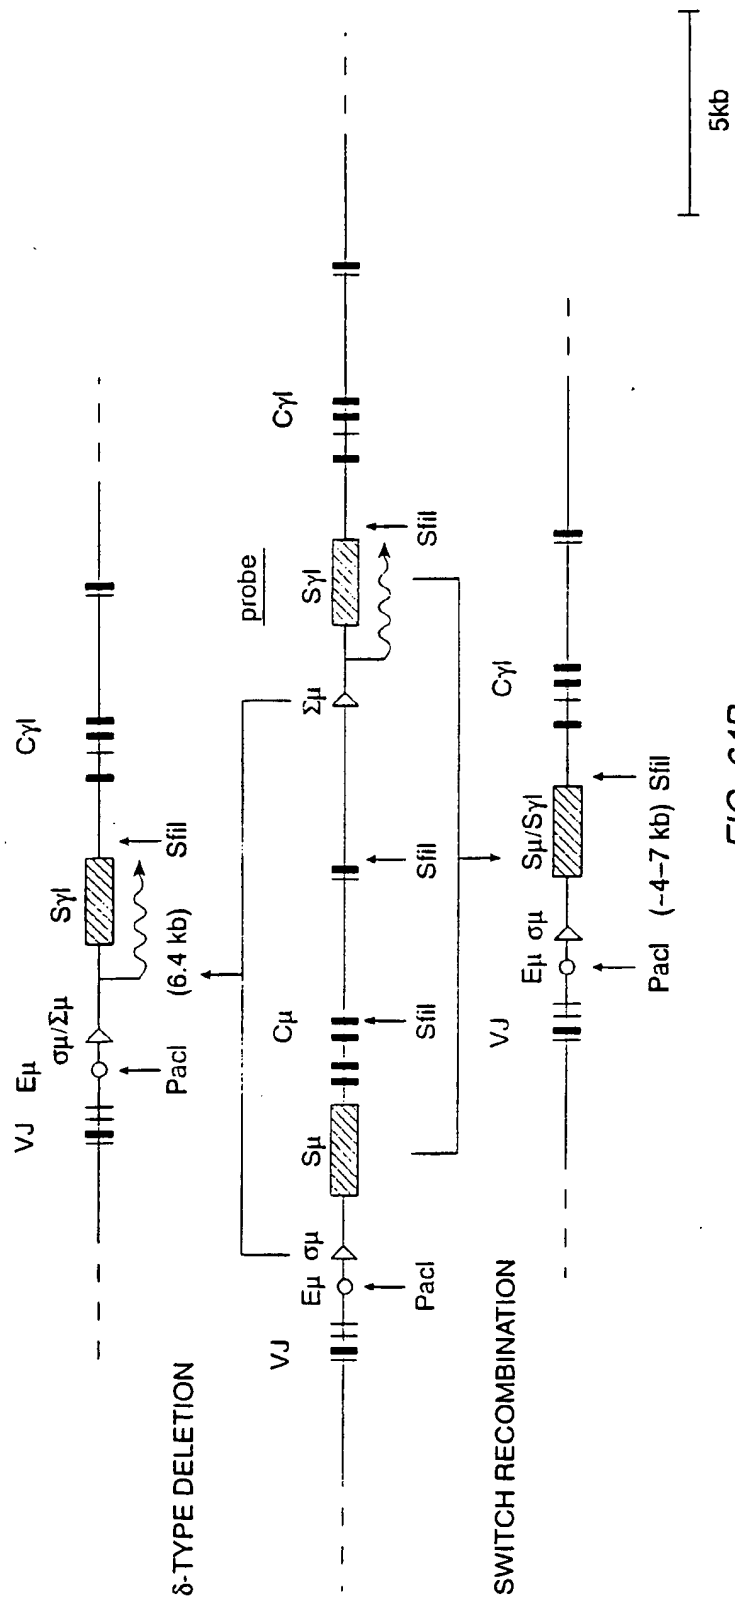 δ-TYPE DELETION
VJ Eμ
σμ/Σμ
Sγl
Cγl
PacI
(6.4 kb)
SfiI
VJ
Eμ σμ
Sμ
Cμ
Σμ
Sγl
probe
Cγl
PacI
SfiI
SfiI
SfiI
SWITCH RECOMBINATION
VJ
Eμ σμ
Sμ/Sγl
Cγl
PacI (~4–7 kb) SfiI
5kb